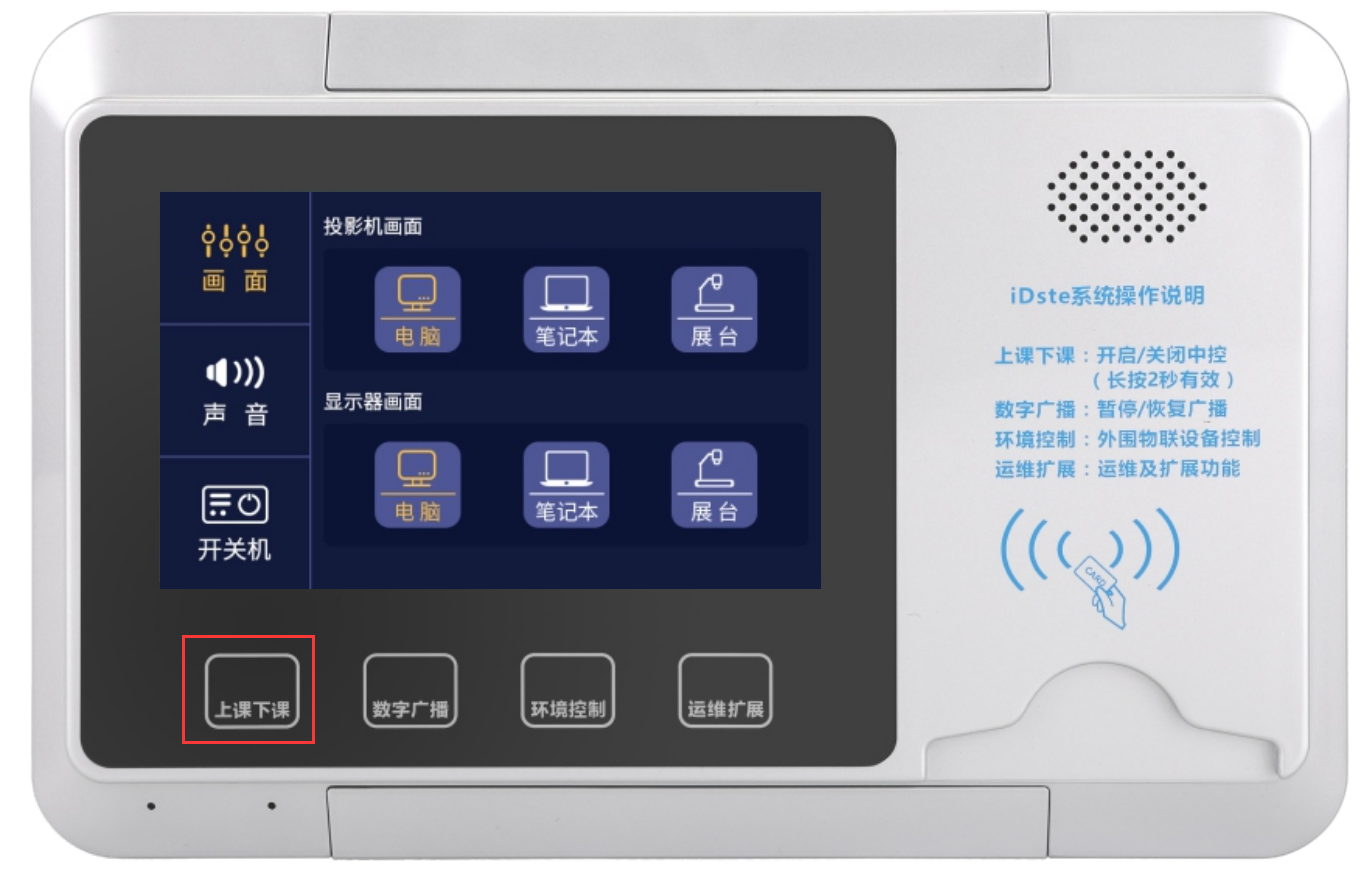 画 面
声 音
开关机
投影机画面
电脑
笔记本
展台
显示器画面
电脑
笔记本
展台
上课下课
数字广播
环境控制
运维扩展
iDste系统操作说明
上课下课：开启/关闭中控
（长按2秒有效）
数字广播：暂停/恢复广播
环境控制：外围物联设备控制
运维扩展：运维及扩展功能
CARD